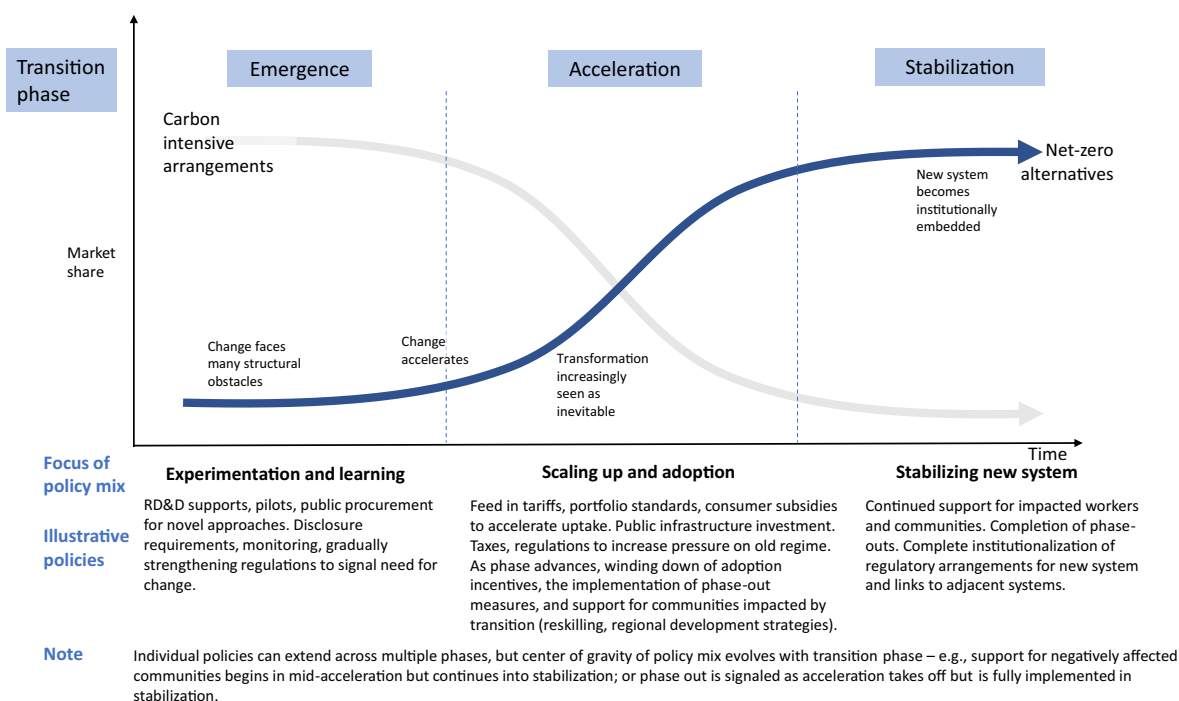 Transition
phase
Emergence
Acceleration
Stabilization
Carbon
intensive
arrangements
Net-zero
alternatives
New system
becomes
institutionally
embedded
Market
share
Change faces
many structural
obstacles
Change
accelerates
Transformation
increasingly
seen as
inevitable
Time
Focus of
policy mix
Experimentation and learning
Scaling up and adoption
Stabilizing new system
Illustrative
policies
RD&D supports, pilots, public procurement
for novel approaches. Disclosure
requirements, monitoring, gradually
strengthening regulations to signal need for
change.
Feed in tariffs, portfolio standards, consumer subsidies
to accelerate uptake. Public infrastructure investment.
Taxes, regulations to increase pressure on old regime.
As phase advances, winding down of adoption
incentives, the implementation of phase-out
measures, and support for communities impacted by
transition (reskilling, regional development strategies).
Continued support for impacted workers
and communities. Completion of phase-
outs. Complete institutionalization of
regulatory arrangements for new system
and links to adjacent systems.
Note
Individual policies can extend across multiple phases, but center of gravity of policy mix evolves with transition phase – e.g., support for negatively affected
communities begins in mid-acceleration but continues into stabilization; or phase out is signaled as acceleration takes off but is fully implemented in
stabilization.